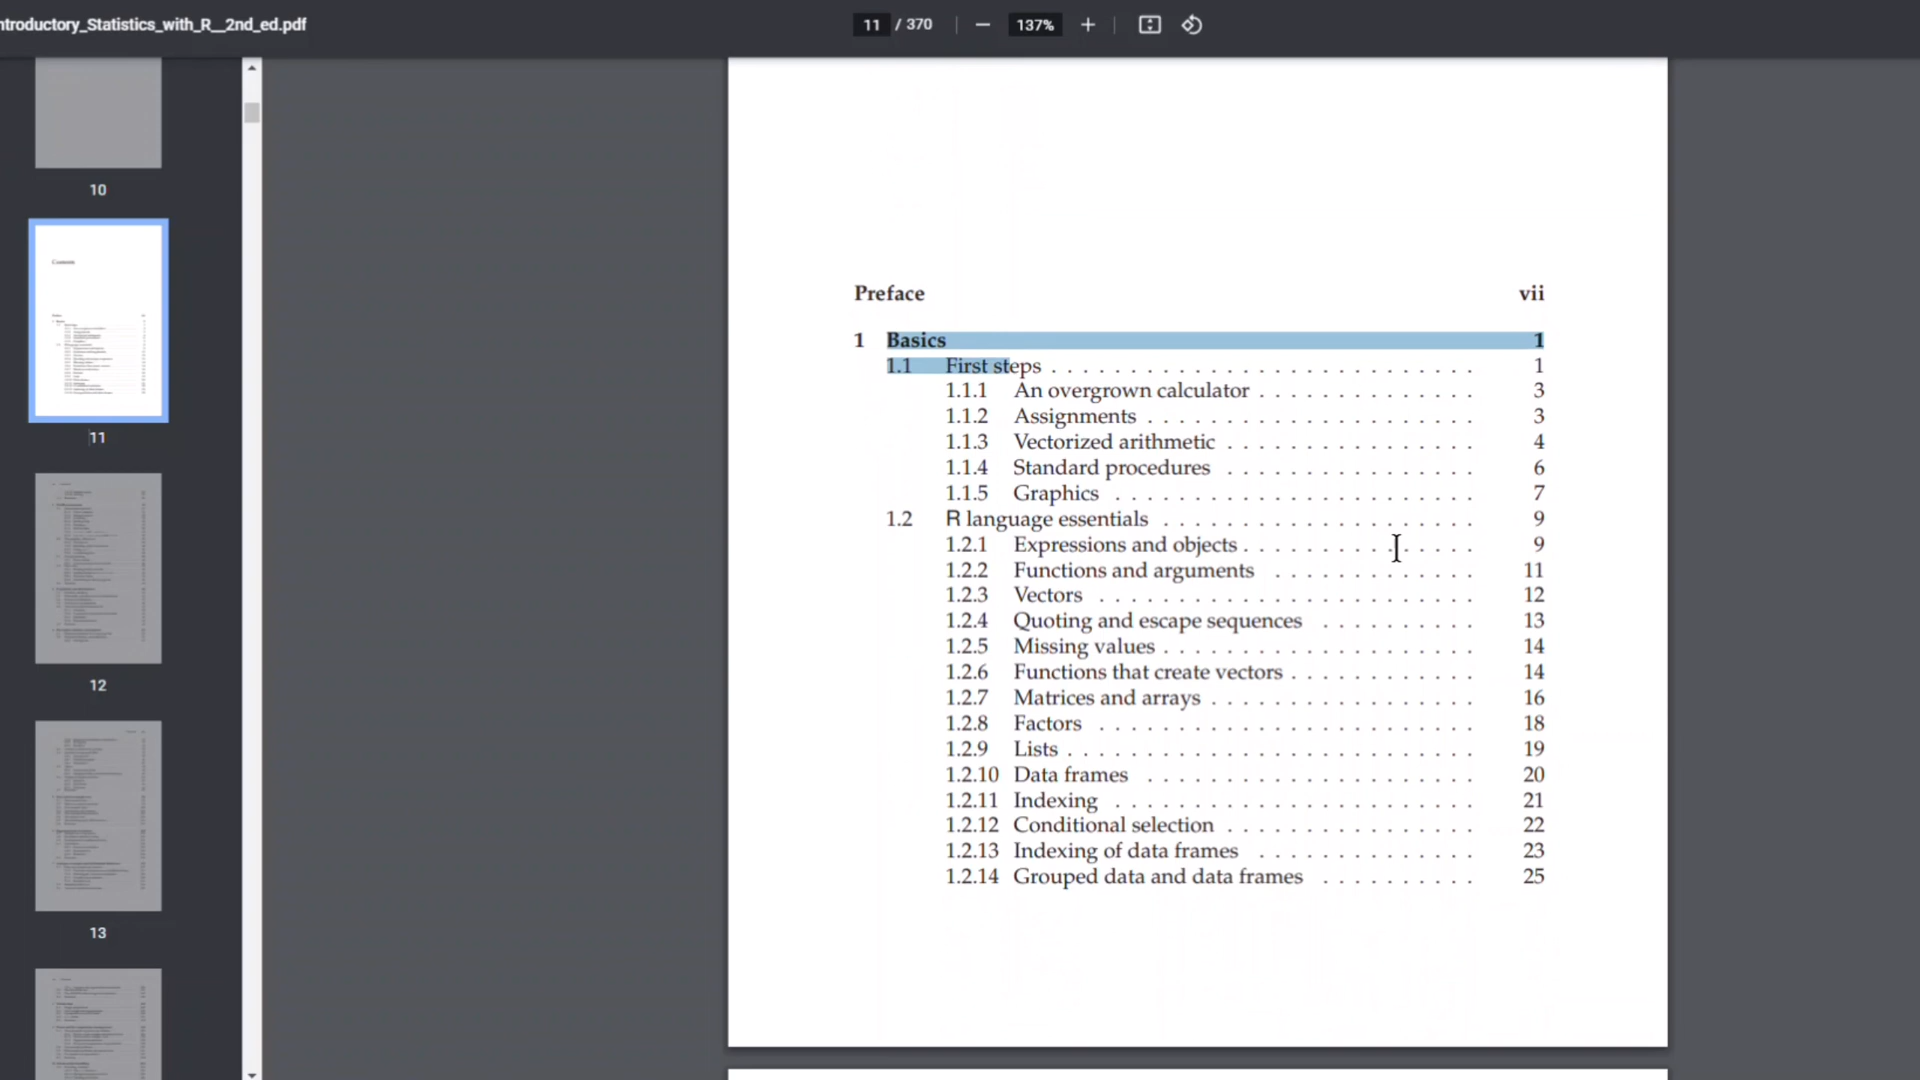 ntroductory_Statistics_with_R__2nd_ed.pdf
11 / 370
137%
10
11
12
13
Preface vii
1 Basics 1
1.1 First steps . . . . . . . . . . . . . . . . . . . . . . . . . . . 1
1.1.1 An overgrown calculator . . . . . . . . . . . . . . 3
1.1.2 Assignments . . . . . . . . . . . . . . . . . . . . . 3
1.1.3 Vectorized arithmetic . . . . . . . . . . . . . . . . 4
1.1.4 Standard procedures . . . . . . . . . . . . . . . . 6
1.1.5 Graphics . . . . . . . . . . . . . . . . . . . . . . . 7
1.2 R language essentials . . . . . . . . . . . . . . . . . . . . 9
1.2.1 Expressions and objects . . . . . . . . . . . . . . . 9
1.2.2 Functions and arguments . . . . . . . . . . . . . 11
1.2.3 Vectors . . . . . . . . . . . . . . . . . . . . . . . . 12
1.2.4 Quoting and escape sequences . . . . . . . . . . 13
1.2.5 Missing values . . . . . . . . . . . . . . . . . . . . 14
1.2.6 Functions that create vectors . . . . . . . . . . . . 14
1.2.7 Matrices and arrays . . . . . . . . . . . . . . . . . 16
1.2.8 Factors . . . . . . . . . . . . . . . . . . . . . . . . 18
1.2.9 Lists . . . . . . . . . . . . . . . . . . . . . . . . . . 19
1.2.10 Data frames . . . . . . . . . . . . . . . . . . . . . 20
1.2.11 Indexing . . . . . . . . . . . . . . . . . . . . . . . 21
1.2.12 Conditional selection . . . . . . . . . . . . . . . . 22
1.2.13 Indexing of data frames . . . . . . . . . . . . . . 23
1.2.14 Grouped data and data frames . . . . . . . . . . 25